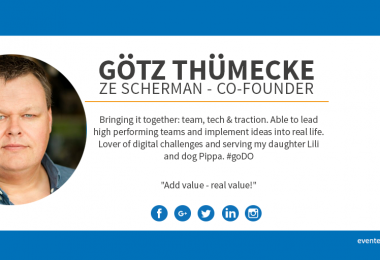 GÖTZ THÜMECKE
ZE SCHERMAN - CO-FOUNDER
Bringing it together: team, tech & traction. Able to lead
high performing teams and implement ideas into real life.
Lover of digital challenges and serving my daughter Lili
and dog Pippa. #goDO
"Add value - real value!"
evente